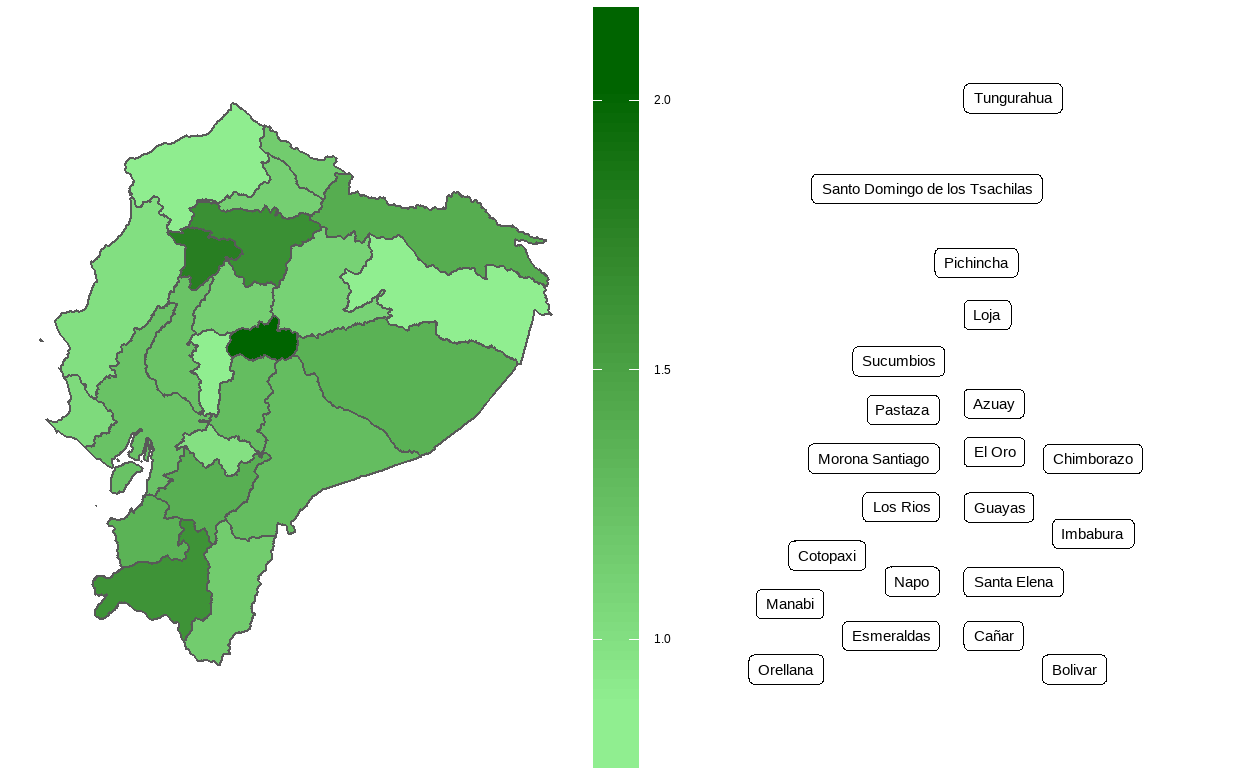 2.0
1.5
1.0
Tungurahua
Santo Domingo de los Tsachilas
Pichincha
Loja
Sucumbios
Azuay
Pastaza
El Oro
Morona Santiago
Chimborazo
Los Rios
Guayas
Imbabura
Cotopaxi
Napo
Santa Elena
Manabi
Esmeraldas
Cañar
Orellana
Bolivar